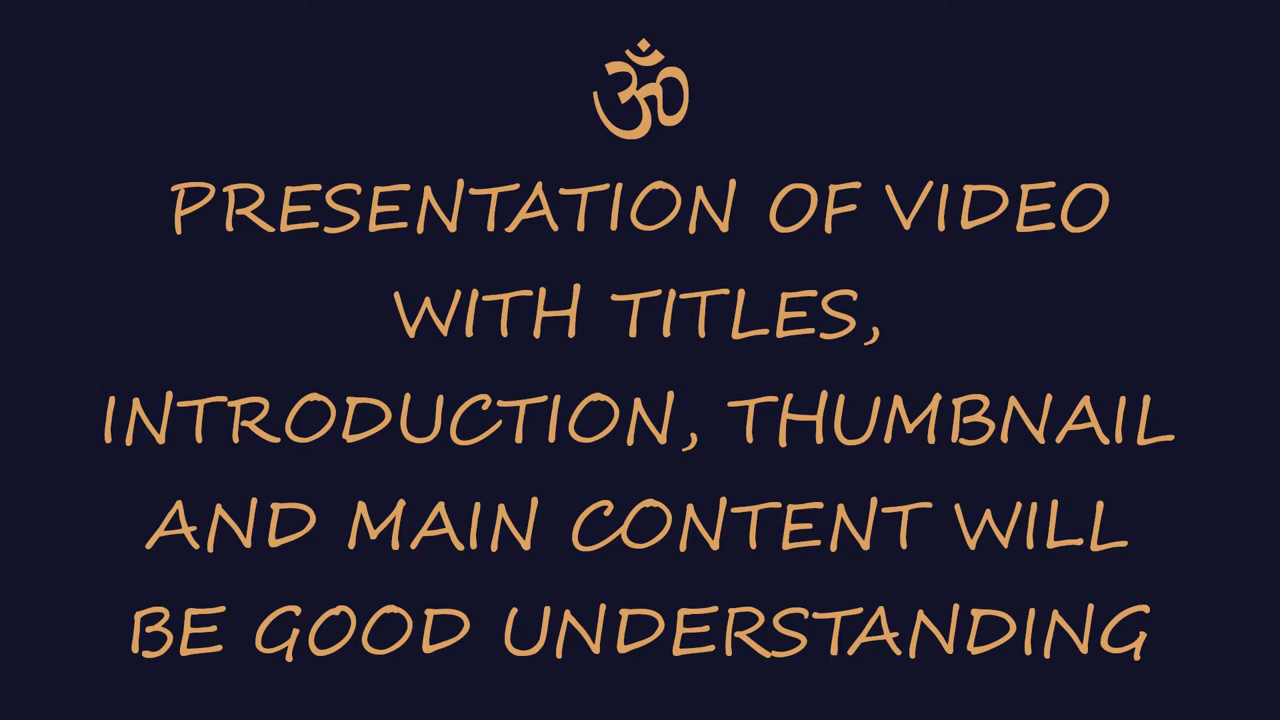 ॐ
PRESENTATION OF VIDEO
WITH TITLES,
INTRODUCTION, THUMBNAIL
AND MAIN CONTENT WILL
BE GOOD UNDERSTANDING